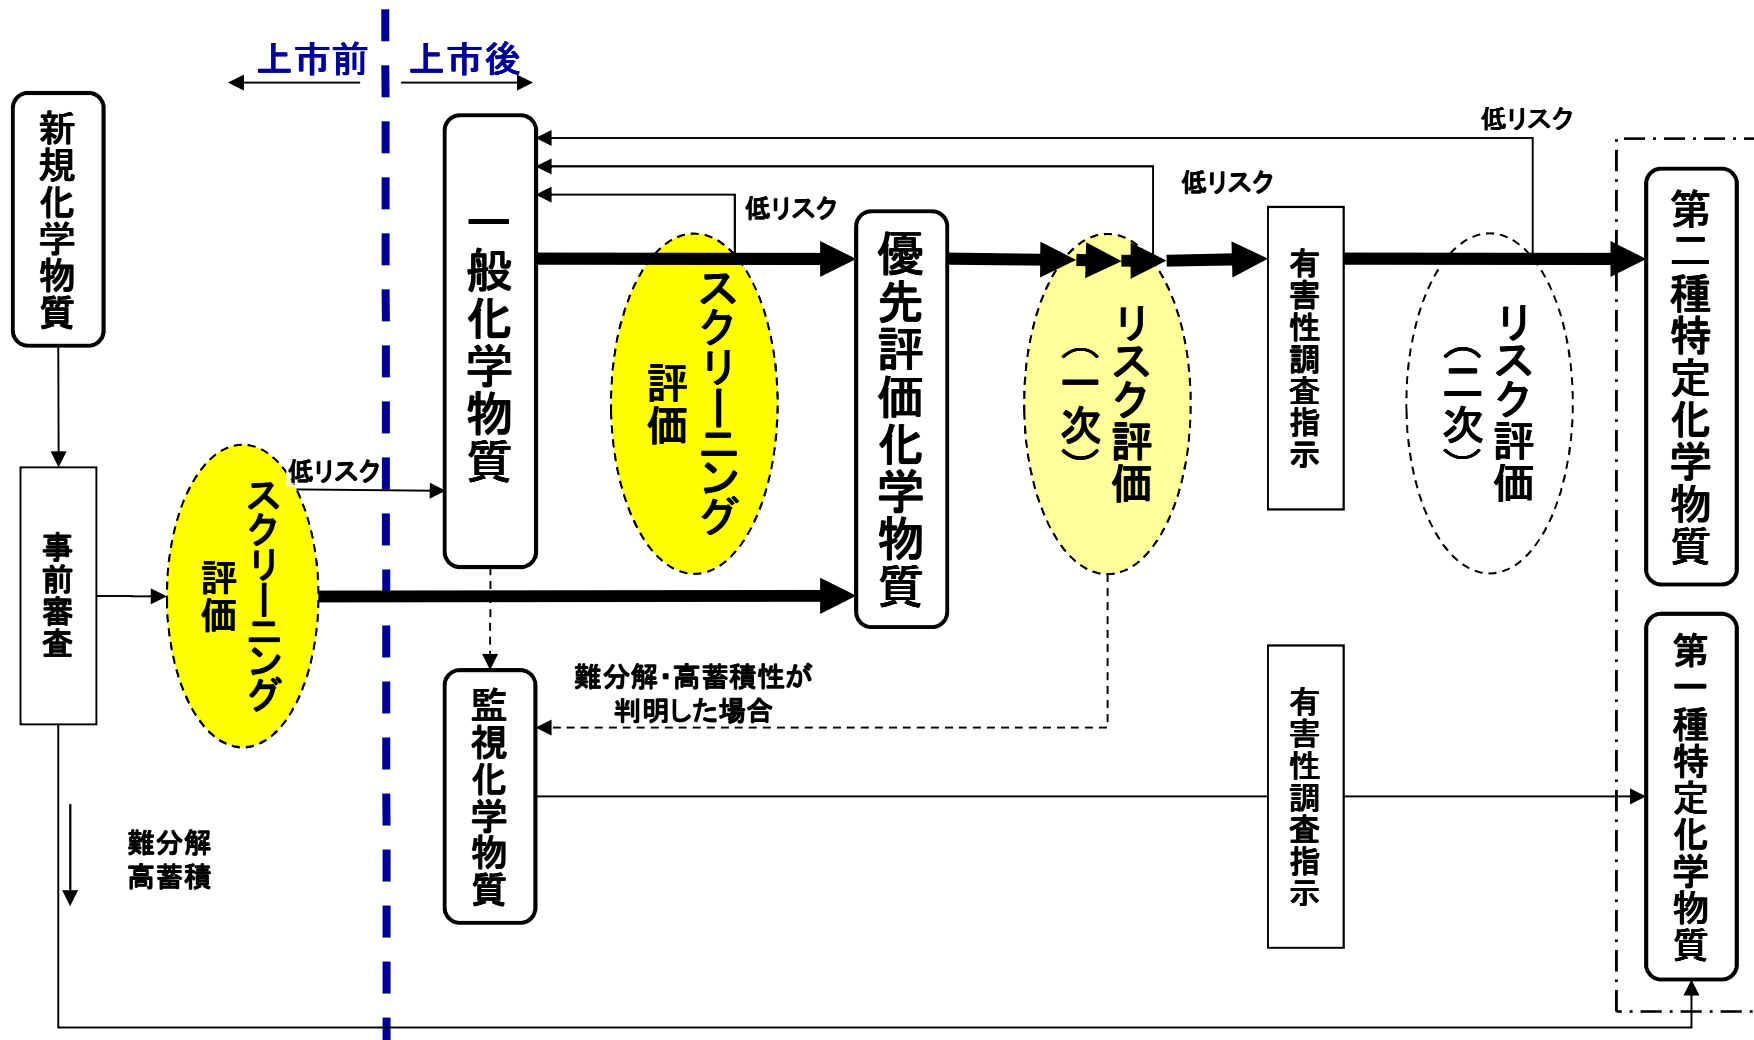 上市前
上市後
新規化学物質
事前審査
スクリーニング
評価
低リスク
難分解
高蓄積
一般化学物質
監視化学物質
低リスク
スクリーニング
評価
優先評価化学物質
難分解・高蓄積性が
判明した場合
低リスク
リスク評価
（一次）
有害性調査指示
有害性調査指示
低リスク
リスク評価
（二次）
第二種特定化学物質
第一種特定化学物質